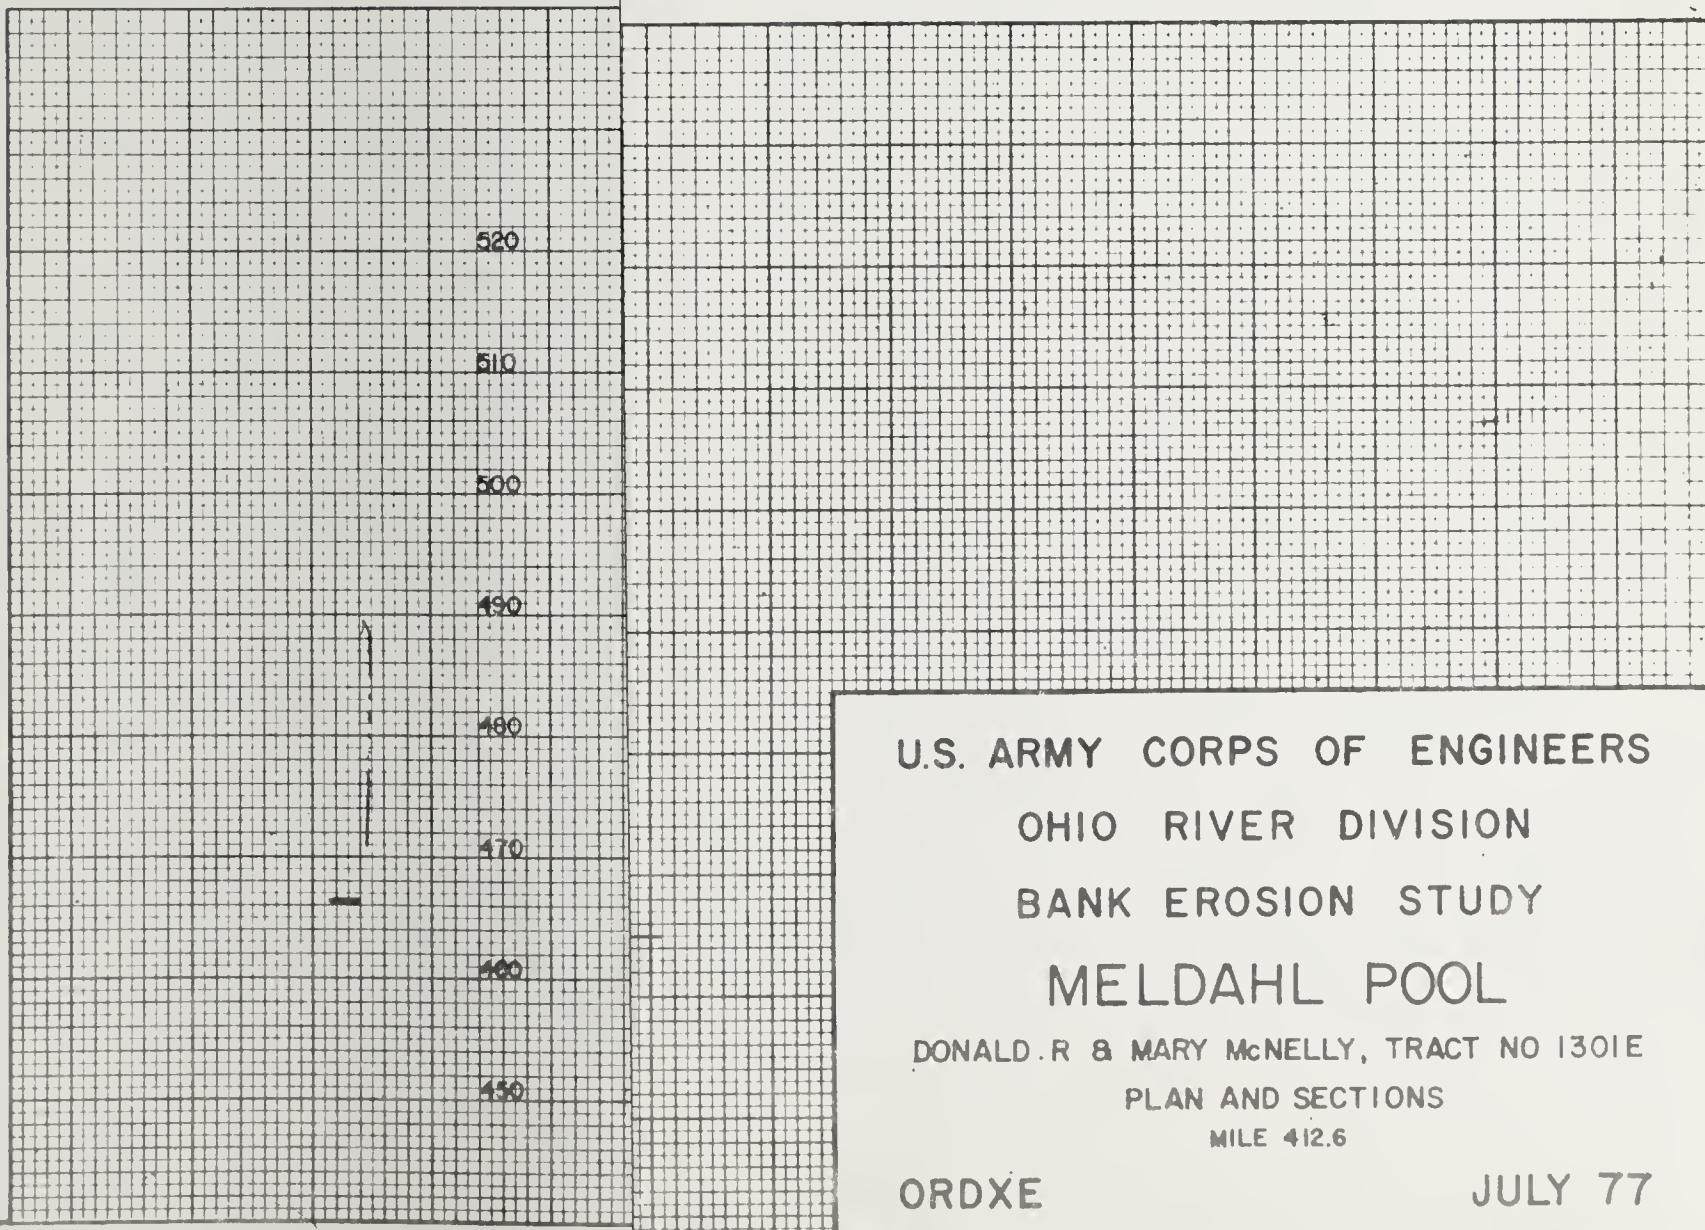 520
510
500
490
480
470
460
450
U.S. ARMY CORPS OF ENGINEERS
OHIO RIVER DIVISION
BANK EROSION STUDY
MELDAHL POOL
DONALD.R & MARY McNELLY, TRACT NO 1301E
PLAN AND SECTIONS
MILE 412.6
ORDXE JULY 77